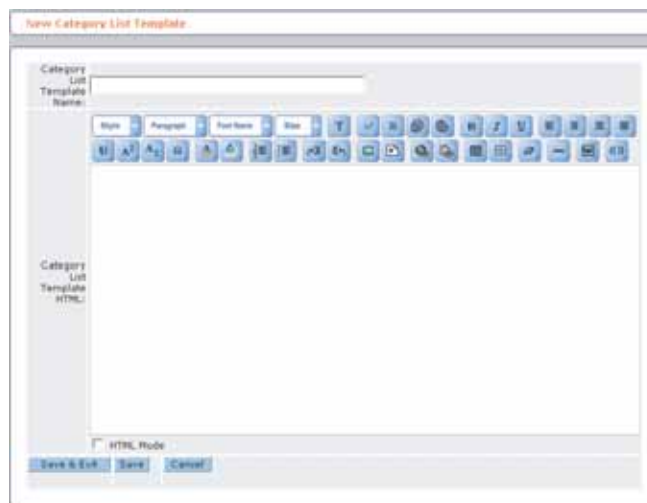 New Category List Template
Category
List
Template
Name:
Style Paragraph Font Name Size
Category
List
Template
HTML:
HTML Mode
Save & Exit Save Cancel